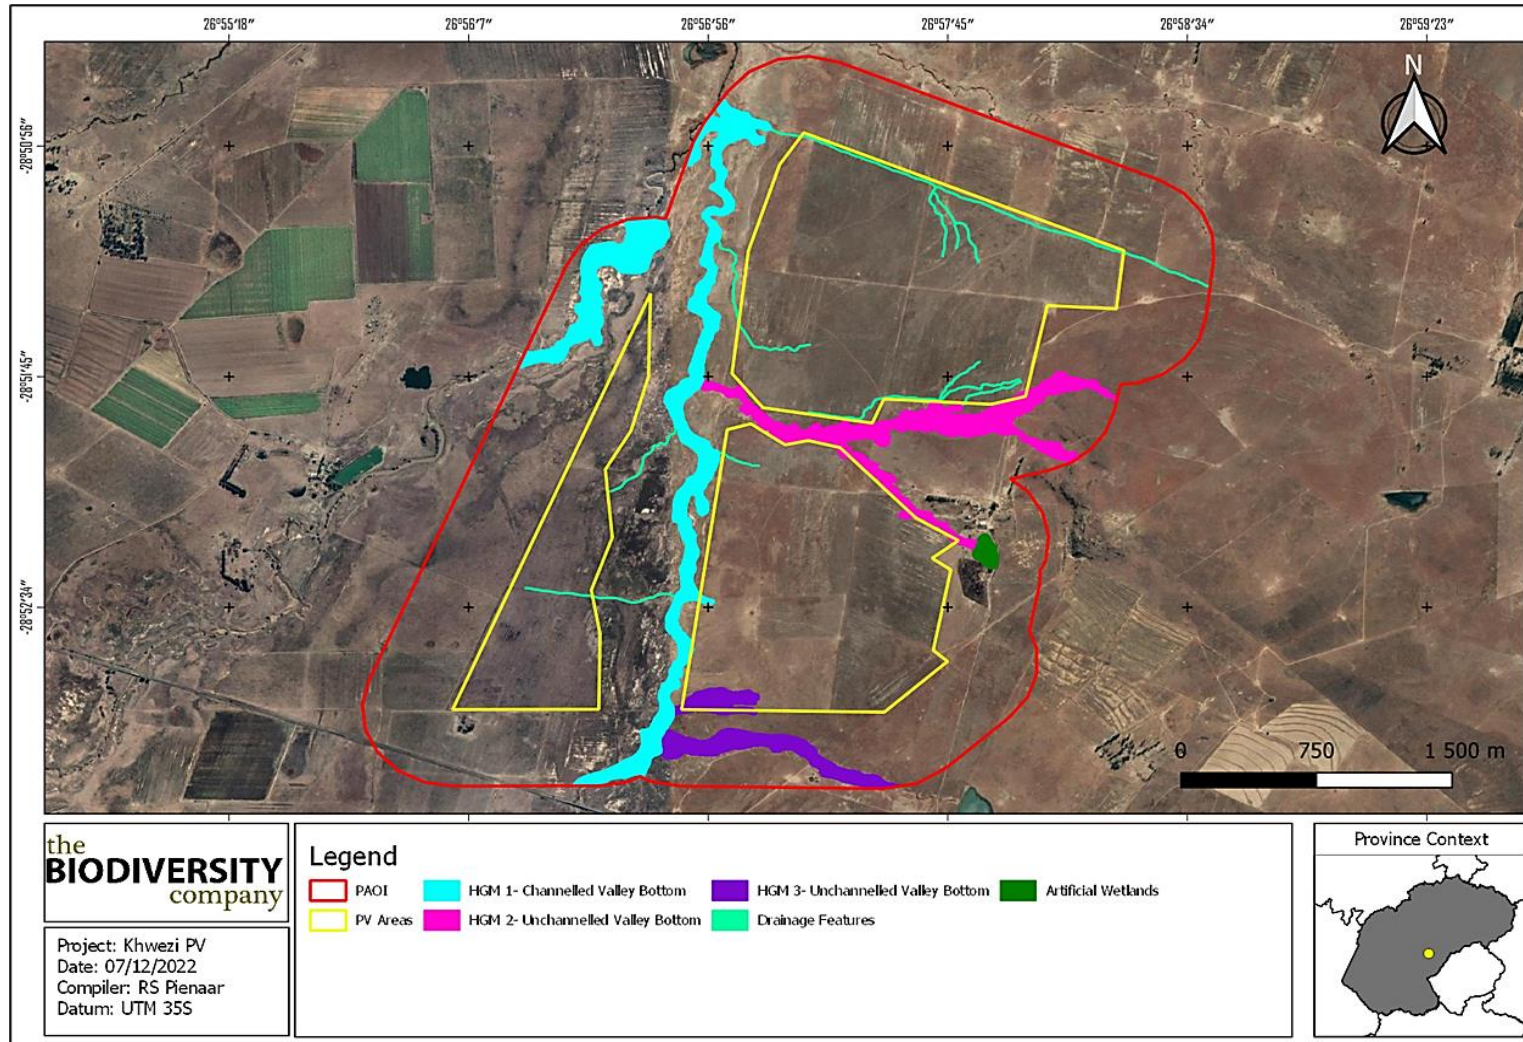 26°55'18" 26°56'7" 26°56'56" 26°57'45" 26°58'34" 26°59'23"
N
-28°50'56"
-28°51'45"
-28°52'34"
0 750 1 500 m
the
BIODIVERSITY
company
Project: Khwezi PV
Date: 07/12/2022
Compiler: RS Pienaar
Datum: UTM 35S
Legend
PAOI HGM 1- Channelled Valley Bottom HGM 3- Unchannelled Valley Bottom Artificial Wetlands
PV Areas HGM 2- Unchannelled Valley Bottom Drainage Features
Province Context